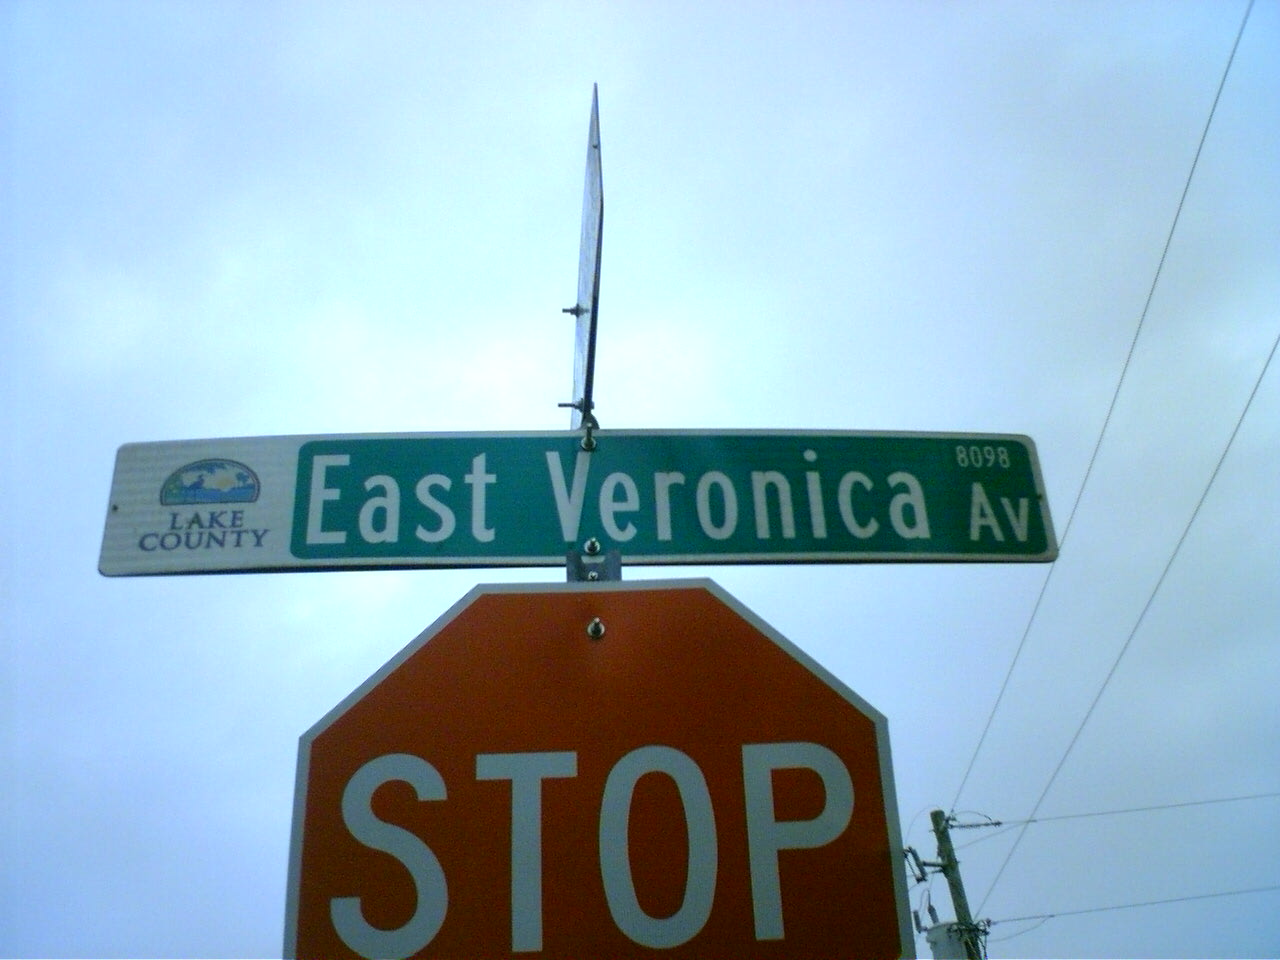 LAKE
COUNTY
East Veronica Av
8098
STOP